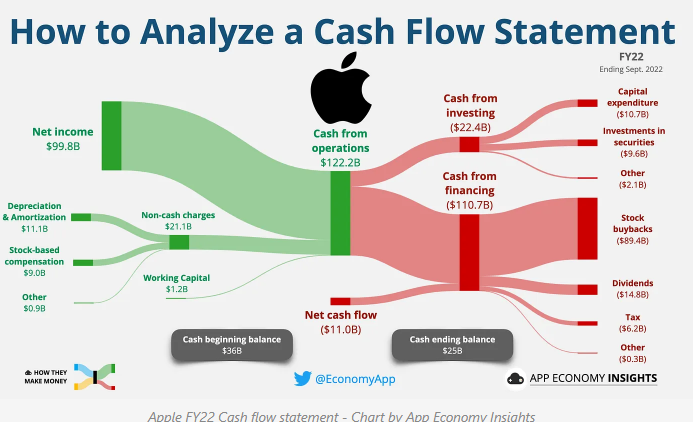 How to Analyze a Cash Flow Statement
FY22
Ending Sept. 2022
Net income
$99.8B
Depreciation
& Amortization
$11.1B
Stock-based
compensation
$9.0B
Other
$0.9B
Non-cash charges
$21.1B
Working Capital
$1.2B
Cash from
operations
$122.2B
Net cash flow
($11.0B)
Cash from
investing
($22.4B)
Cash from
financing
($110.7B)
Capital
expenditure
($10.7B)
Investments in
securities
($9.6B)
Other
($2.1B)
Stock
buybacks
($89.4B)
Dividends
($14.8B)
Tax
($6.2B)
Other
($0.3B)
Cash beginning balance
$36B
Cash ending balance
$25B
HOW THEY
MAKE MONEY
@EconomyApp
APP ECONOMY INSIGHTS
Apple FY22 Cash flow statement - Chart by App Economy Insights